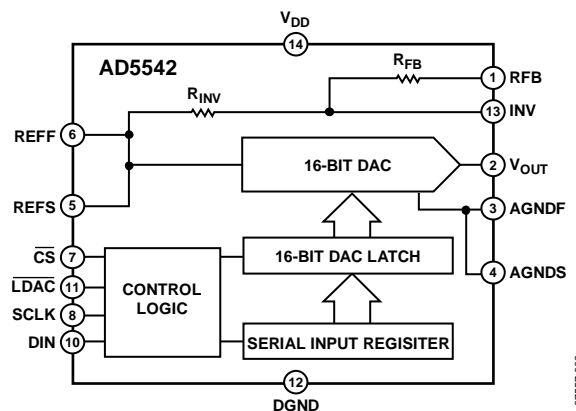 VDD
14
AD5542
RFB
1
RFB
RINV
13
INV
REFF
6
16-BIT DAC
2
VOUT
REFS
5
3
AGNDF
CS
7
16-BIT DAC LATCH
4
AGNDS
LDAC
11
CONTROL
LOGIC
SCLK
8
DIN
10
SERIAL INPUT REGISITER
12
DGND